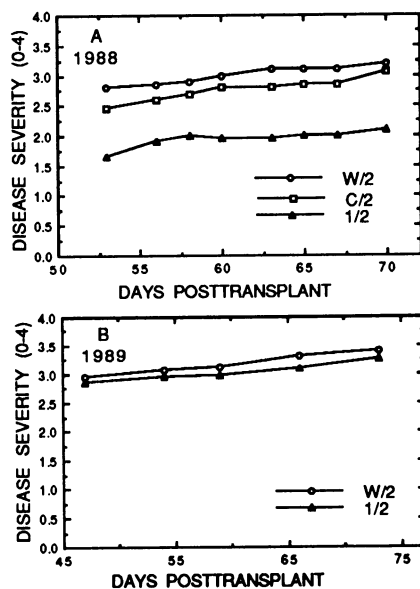 A
1988
DISEASE SEVERITY (0-4)
4.0
3.5
3.0
2.5
2.0
1.5
1.0
0.5
0.0
W/2
C/2
1/2
50 55 60 65 70 75
DAYS POSTTRANSPLANT
B
1989
DISEASE SEVERITY (0-4)
4.0
3.5
3.0
2.5
2.0
1.5
1.0
0.5
0.0
W/2
1/2
45 55 65 75
DAYS POSTTRANSPLANT